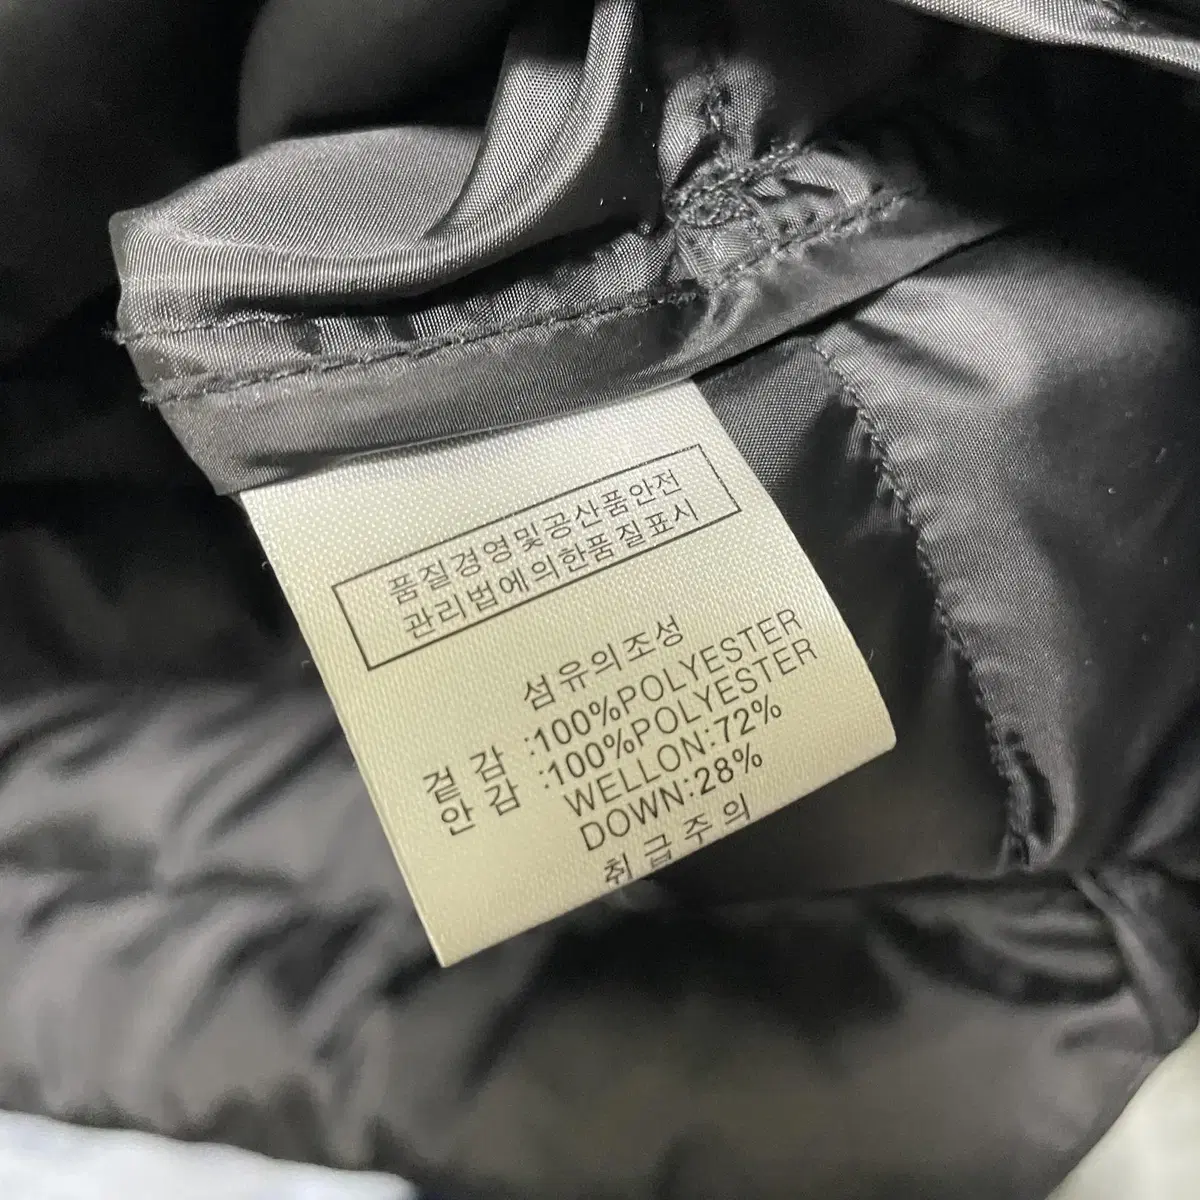 품질경영및공산품안전
관리법에의한품질표시
섬유의조성
겉 감 :100%POLYESTER
안 감 :100%POLYESTER
WELLON:72%
DOWN:28%
취급주의